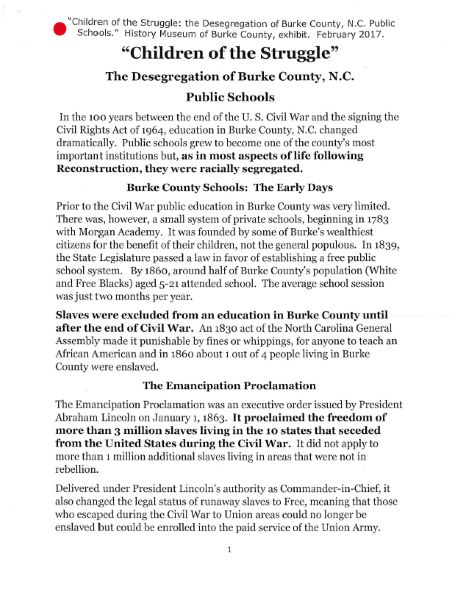 "Children of the Struggle: the Desegregation of Burke County, N.C. Public
Schools." History Museum of Burke County, exhibit. February 2017.
"Children of the Struggle"
The Desegregation of Burke County, N.C.
Public Schools
In the 100 years between the end of the U. S. Civil War and the signing the
Civil Rights Act of 1964, education in Burke County, N.C. changed
dramatically. Public schools grew to become one of the county's most
important institutions but, as in most aspects of life following
Reconstruction, they were racially segregated.
Burke County Schools: The Early Days
Prior to the Civil War public education in Burke County was very limited.
There was, however, a small system of private schools, beginning in 1783
with Morgan Academy. It was founded by some of Burke's wealthiest
citizens for the benefit of their children, not the general populous. In 1839,
the State Legislature passed a law in favor of establishing a free public
school system. By 1860, around half of Burke County's population (White
and Free Blacks) aged 5-21 attended school. The average school session
was just two months per year.
Slaves were excluded from an education in Burke County until
after the end of Civil War. An 1830 act of the North Carolina General
Assembly made it punishable by fines or whippings, for anyone to teach an
African American and in 1860 about 1 out of 4 people living in Burke
County were enslaved.
The Emancipation Proclamation
The Emancipation Proclamation was an executive order issued by President
Abraham Lincoln on January 1, 1863. It proclaimed the freedom of
more than 3 million slaves living in the 10 states that seceded
from the United States during the Civil War. It did not apply to
more than 1 million additional slaves living in areas that were not in
rebellion.
Delivered under President Lincoln's authority as Commander-in-Chief, it
also changed the legal status of runaway slaves to Free, meaning that those
who escaped during the Civil War to Union areas could no longer be
enslaved but could be enrolled into the paid service of the Union Army.
1